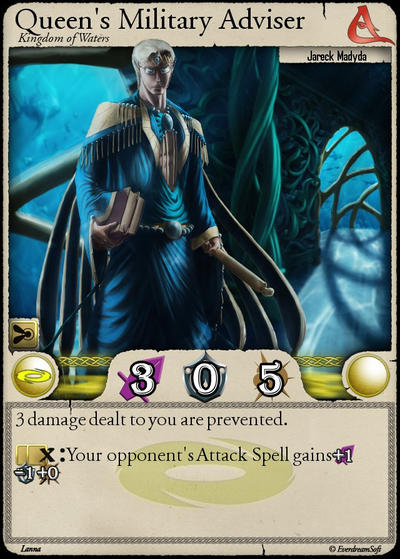 Queen's Military Adviser
Kingdom of Waters
A
Jareck Madyda
3 0 5
3 damage dealt to you are prevented.
X :Your opponent's Attack Spell gains +1
-1 +0
Lanna © EverdreamSoft